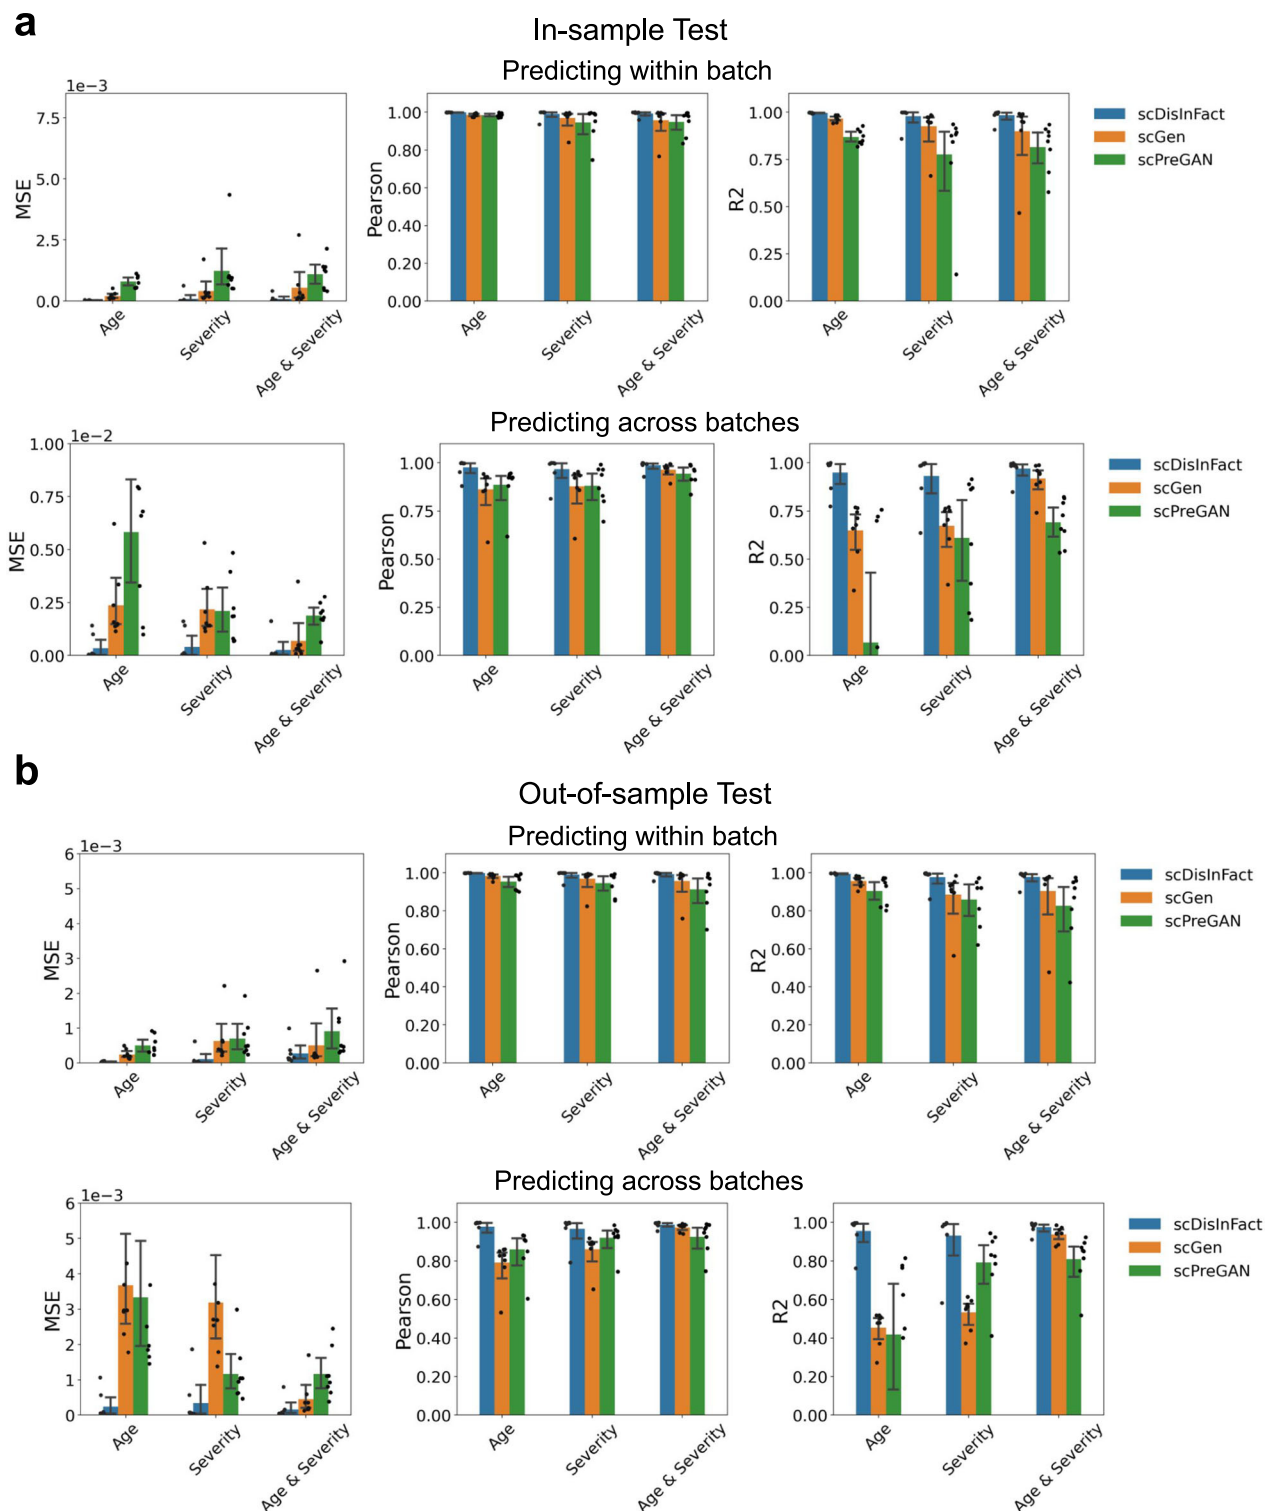 a
In-sample Test
Predicting within batch
1e−3
7.5
5.0
2.5
0.0
MSE
Age
Severity
Age & Severity
1.00
0.80
0.60
0.40
0.20
0.00
Pearson
Age
Severity
Age & Severity
1.00
0.75
0.50
0.25
0.00
R2
Age
Severity
Age & Severity
scDisInFact
scGen
scPreGAN
Predicting across batches
1e−2
1.00
0.75
0.50
0.25
0.00
MSE
Age
Severity
Age & Severity
1.00
0.75
0.50
0.25
0.00
Pearson
Age
Severity
Age & Severity
1.00
0.75
0.50
0.25
0.00
R2
Age
Severity
Age & Severity
scDisInFact
scGen
scPreGAN
b
Out-of-sample Test
Predicting within batch
1e−3
6
5
4
3
2
1
0
MSE
Age
Severity
Age & Severity
1.00
0.80
0.60
0.40
0.20
0.00
Pearson
Age
Severity
Age & Severity
1.00
0.80
0.60
0.40
0.20
0.00
R2
Age
Severity
Age & Severity
scDisInFact
scGen
scPreGAN
Predicting across batches
1e−3
6
5
4
3
2
1
0
MSE
Age
Severity
Age & Severity
1.00
0.80
0.60
0.40
0.20
0.00
Pearson
Age
Severity
Age & Severity
1.00
0.80
0.60
0.40
0.20
0.00
R2
Age
Severity
Age & Severity
scDisInFact
scGen
scPreGAN